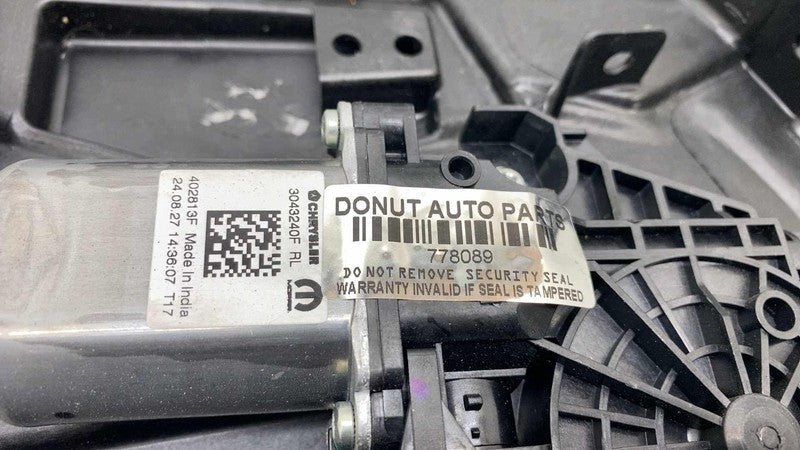 402813F Made In India
24.08.27 14:36:07 T17
CHRYSLER
3043240F RL
MOPAR
DONUT AUTO PARTS
778089
DO NOT REMOVE SECURITY SEAL
WARRANTY INVALID IF SEAL IS TAMPERED